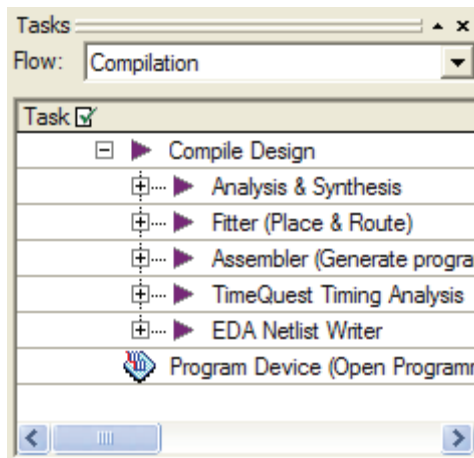 Tasks
Flow: Compilation
Task
Compile Design
Analysis & Synthesis
Fitter (Place & Route)
Assembler (Generate progra
TimeQuest Timing Analysis
EDA Netlist Writer
Program Device (Open Programm